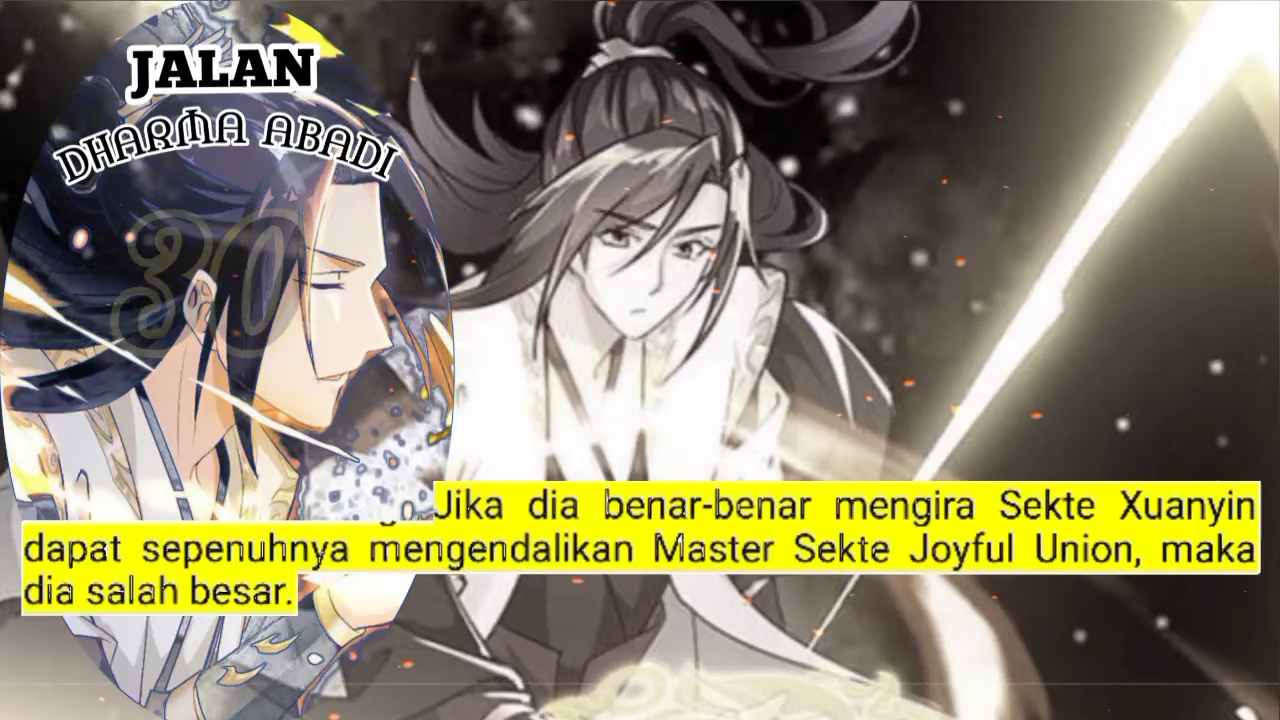 JALAN
DHARMA ABADI
30
Jika dia benar-benar mengira Sekte Xuanyin
dapat sepenuhnya mengendalikan Master Sekte Joyful Union, maka
dia salah besar.